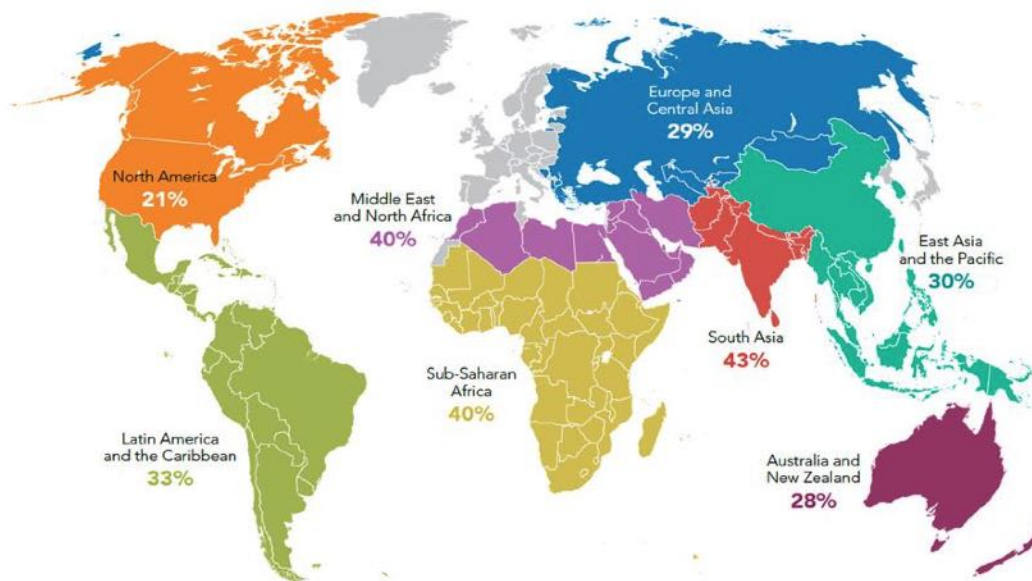 Europe and
Central Asia
29%
North America
21%
Middle East
and North Africa
40%
East Asia
and the Pacific
30%
South Asia
43%
Sub-Saharan
Africa
40%
Latin America
and the Caribbean
33%
Australia and
New Zealand
28%